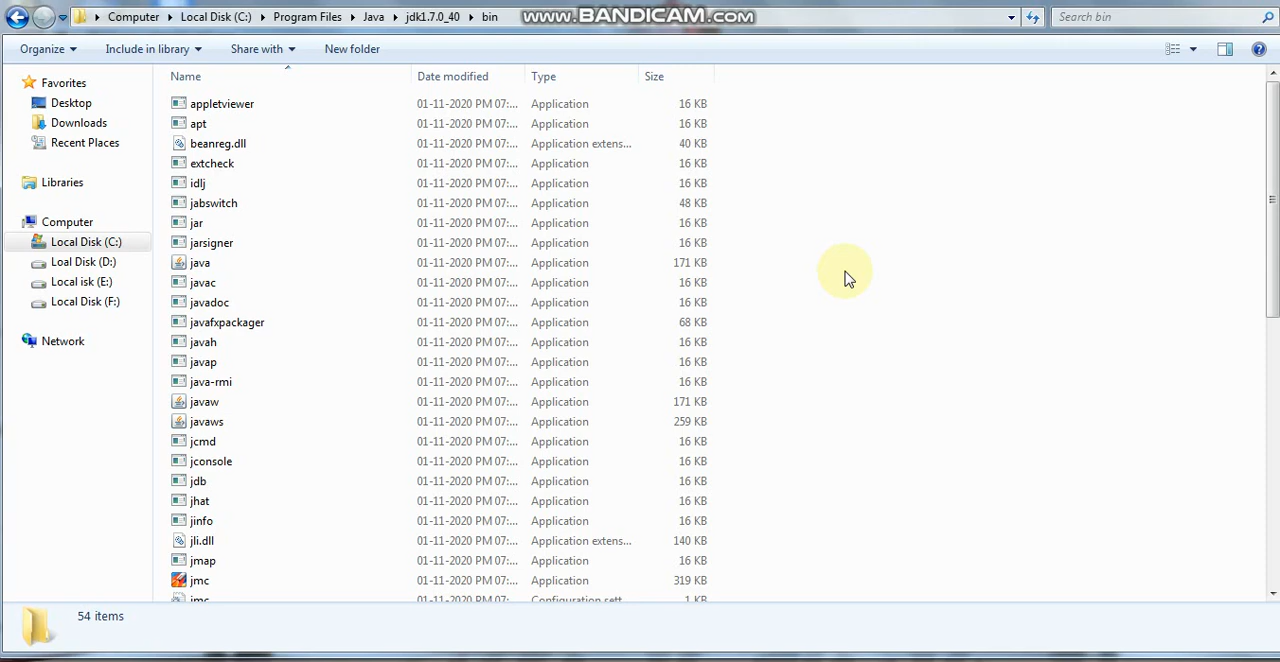 Computer Local Disk (C:) Program Files Java jdk1.7.0_40 bin www.BANDICAM.com Search bin
Organize Include in library Share with New folder
Name Date modified Type Size
Favorites
Desktop
Downloads
Recent Places
Libraries
Computer
Local Disk (C:)
Loal Disk (D:)
Local isk (E:)
Local Disk (F:)
Network
appletviewer 01-11-2020 PM 07:... Application 16 KB
apt 01-11-2020 PM 07:... Application 16 KB
beanreg.dll 01-11-2020 PM 07:... Application extens... 40 KB
extcheck 01-11-2020 PM 07:... Application 16 KB
idlj 01-11-2020 PM 07:... Application 16 KB
jabswitch 01-11-2020 PM 07:... Application 48 KB
jar 01-11-2020 PM 07:... Application 16 KB
jarsigner 01-11-2020 PM 07:... Application 16 KB
java 01-11-2020 PM 07:... Application 171 KB
javac 01-11-2020 PM 07:... Application 16 KB
javadoc 01-11-2020 PM 07:... Application 16 KB
javafxpackager 01-11-2020 PM 07:... Application 68 KB
javah 01-11-2020 PM 07:... Application 16 KB
javap 01-11-2020 PM 07:... Application 16 KB
java-rmi 01-11-2020 PM 07:... Application 16 KB
javaw 01-11-2020 PM 07:... Application 171 KB
javaws 01-11-2020 PM 07:... Application 259 KB
jcmd 01-11-2020 PM 07:... Application 16 KB
jconsole 01-11-2020 PM 07:... Application 16 KB
jdb 01-11-2020 PM 07:... Application 16 KB
jhat 01-11-2020 PM 07:... Application 16 KB
jinfo 01-11-2020 PM 07:... Application 16 KB
jli.dll 01-11-2020 PM 07:... Application extens... 140 KB
jmap 01-11-2020 PM 07:... Application 16 KB
jmc 01-11-2020 PM 07:... Application 319 KB
jmc 01-11-2020 PM 07:... Configuration sett... 1 KB
54 items